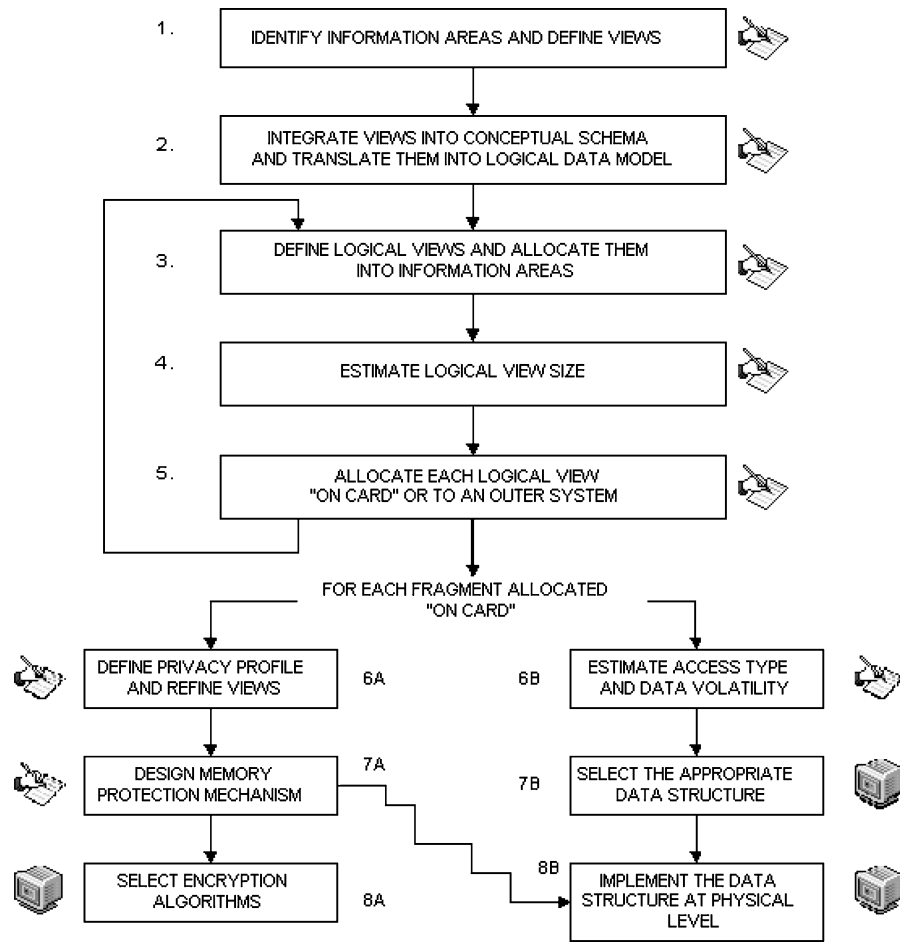 1.
IDENTIFY INFORMATION AREAS AND DEFINE VIEWS
2.
INTEGRATE VIEWS INTO CONCEPTUAL SCHEMA
AND TRANSLATE THEM INTO LOGICAL DATA MODEL
3.
DEFINE LOGICAL VIEWS AND ALLOCATE THEM
INTO INFORMATION AREAS
4.
ESTIMATE LOGICAL VIEW SIZE
5.
ALLOCATE EACH LOGICAL VIEW
"ON CARD" OR TO AN OUTER SYSTEM
FOR EACH FRAGMENT ALLOCATED
"ON CARD"
DEFINE PRIVACY PROFILE
AND REFINE VIEWS
6A
6B
ESTIMATE ACCESS TYPE
AND DATA VOLATILITY
DESIGN MEMORY
PROTECTION MECHANISM
7A
7B
SELECT THE APPROPRIATE
DATA STRUCTURE
SELECT ENCRYPTION
ALGORITHMS
8A
8B
IMPLEMENT THE DATA
STRUCTURE AT PHYSICAL
LEVEL